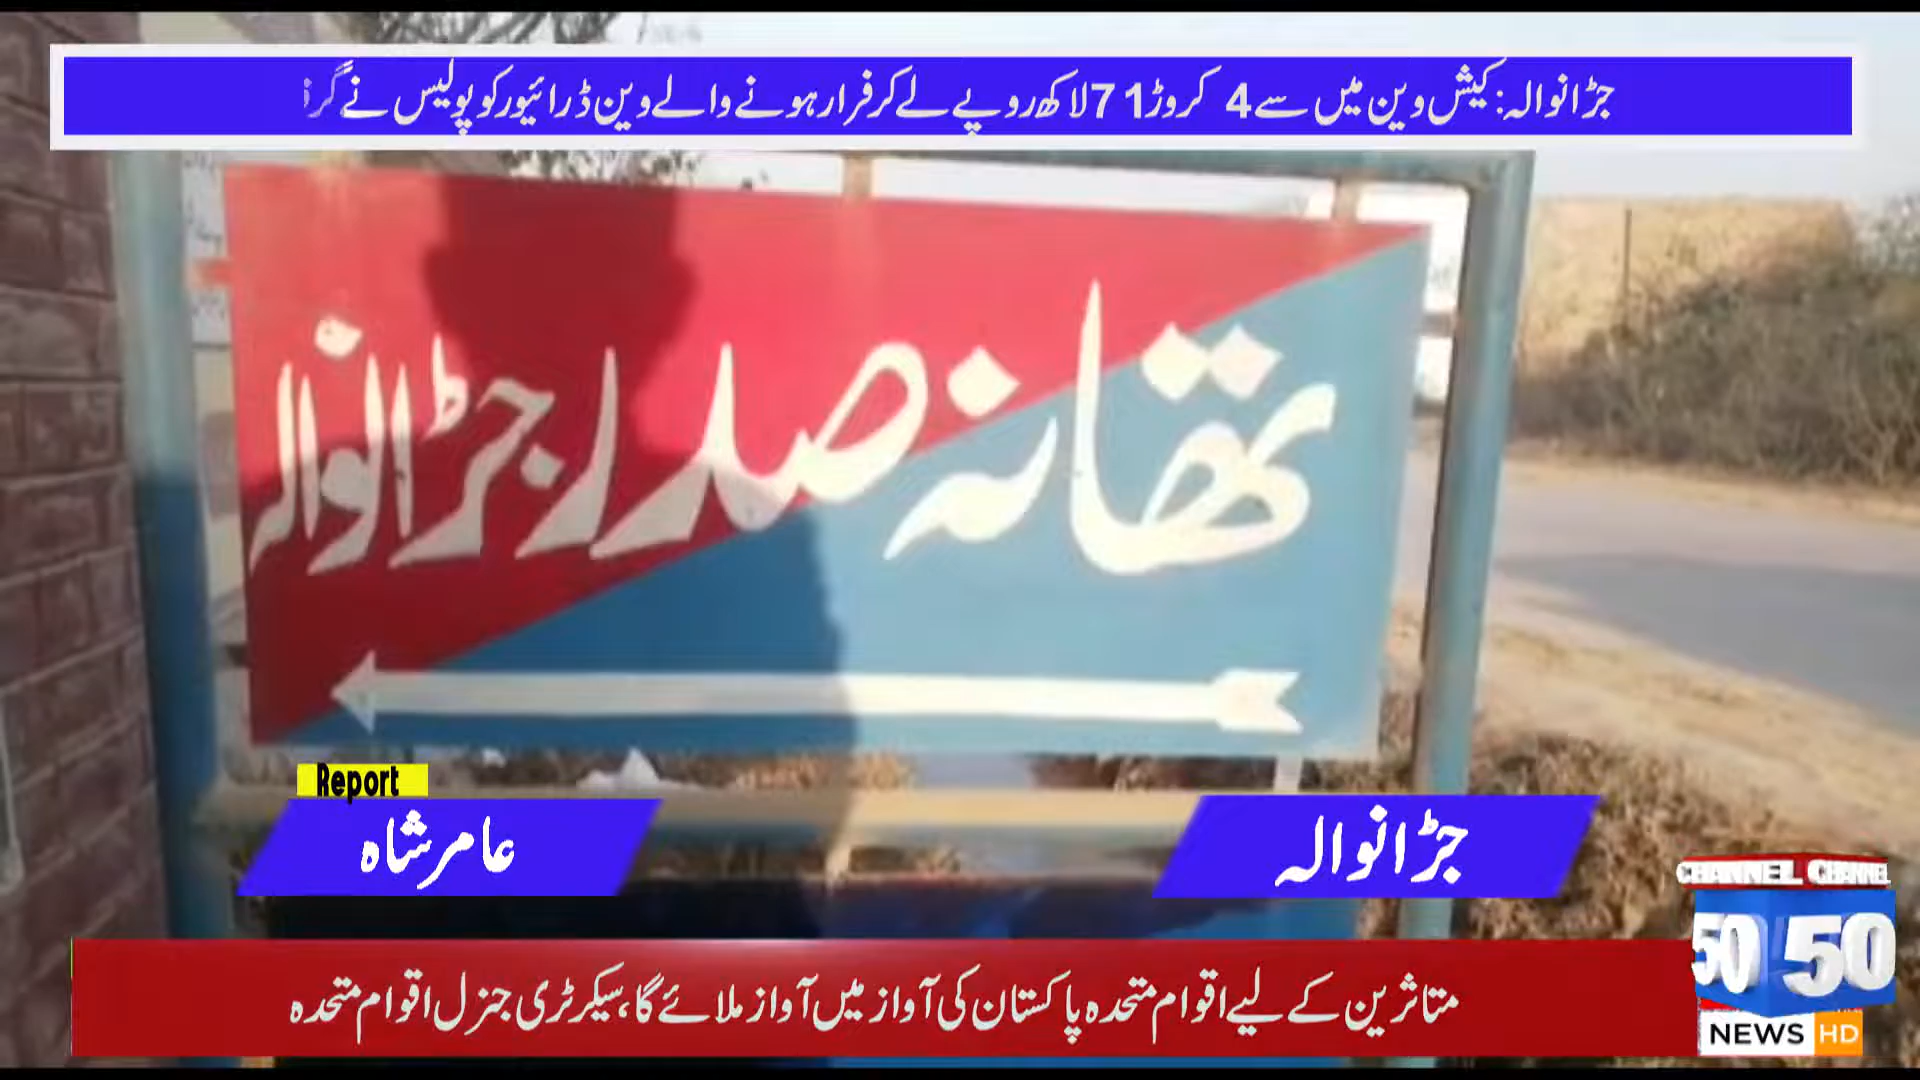 جڑانوالہ: کیش وین میں سے 4 کروڑ 71 لاکھ روپے لے کر فرار ہونے والے وین ڈرائیور کو پولیس نے
تھانہ صدر جڑانوالہ
Report
عامر شاہ
جڑانوالہ
CHANNEL CHANNEL
50 50
NEWS HD
متاثرین کے لیے اقوام متحدہ پاکستان کی آواز میں آواز ملائے گا، سیکرٹری جنرل اقوام متحدہ